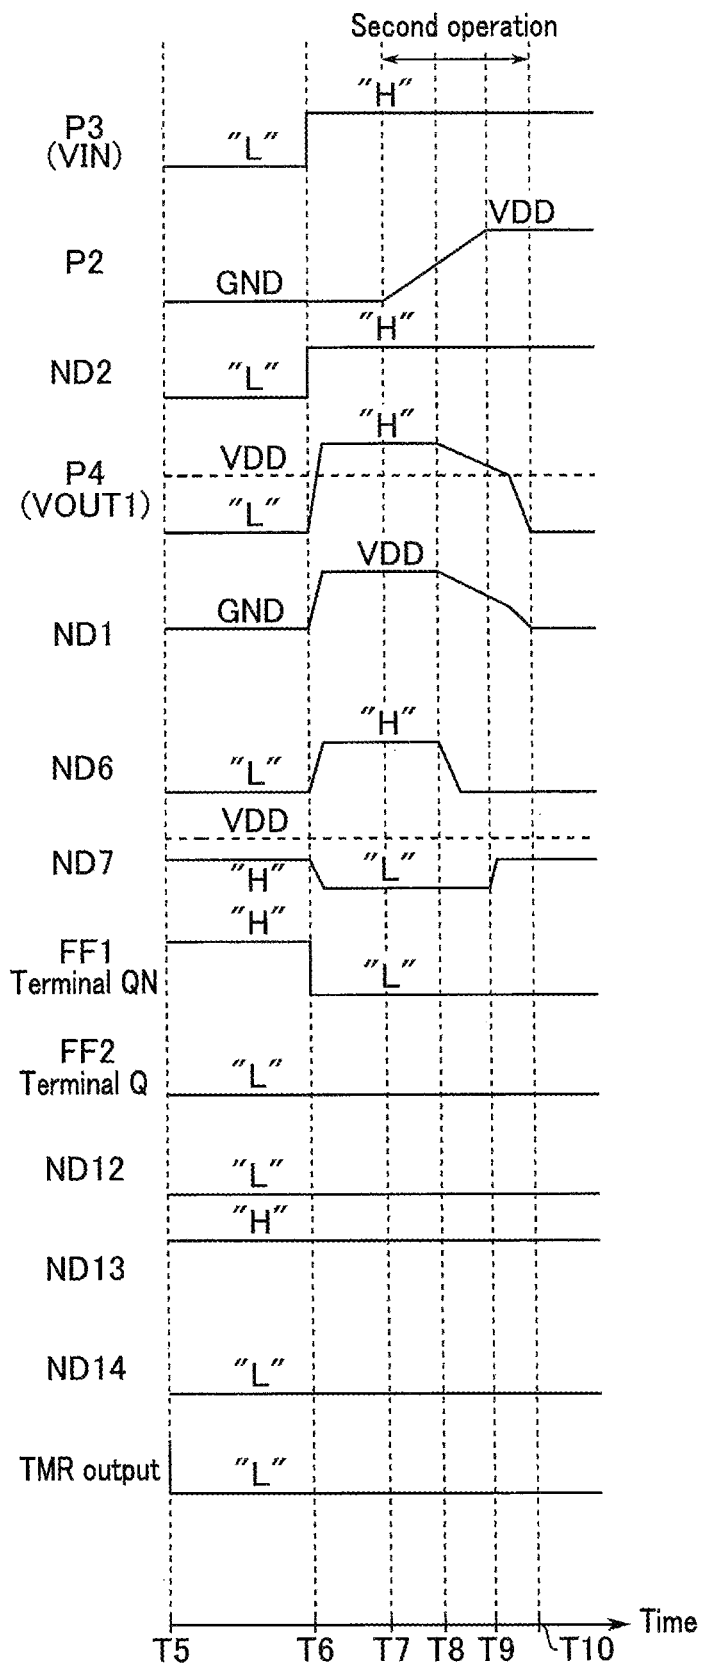 Second operation
"H"
P3
(VIN)
"L"
VDD
P2
GND
"H"
ND2
"L"
"H"
VDD
P4
(VOUT1)
"L"
VDD
GND
ND1
"H"
ND6
"L"
VDD
ND7
"H"
"L"
"H"
FF1
Terminal QN
"L"
FF2
Terminal Q
"L"
ND12
"L"
"H"
ND13
ND14
"L"
TMR output
"L"
Time
T5 T6 T7 T8 T9 T10